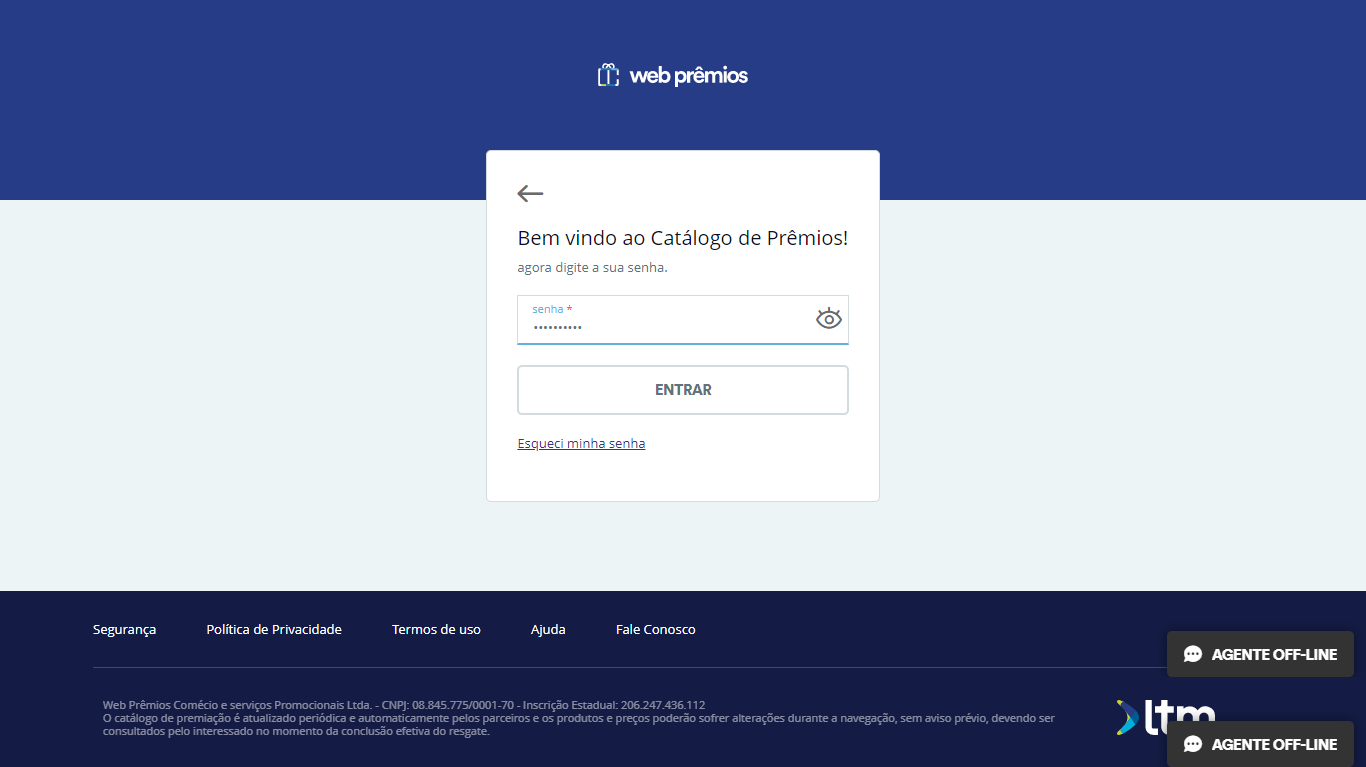 web prêmios
Bem vindo ao Catálogo de Prêmios!
agora digite a sua senha.
senha *
••••••••••
ENTRAR
Esqueci minha senha
Segurança Política de Privacidade Termos de uso Ajuda Fale Conosco
AGENTE OFF-LINE
Web Prêmios Comécio e serviços Promocionais Ltda. - CNPJ: 08.845.775/0001-70 - Inscrição Estadual: 206.247.436.112
O catálogo de premiação é atualizado periódica e automaticamente pelos parceiros e os produtos e preços poderão sofrer alterações durante a navegação, sem aviso prévio, devendo ser
consultados pelo interessado no momento da conclusão efetiva do resgate.
ltm
AGENTE OFF-LINE